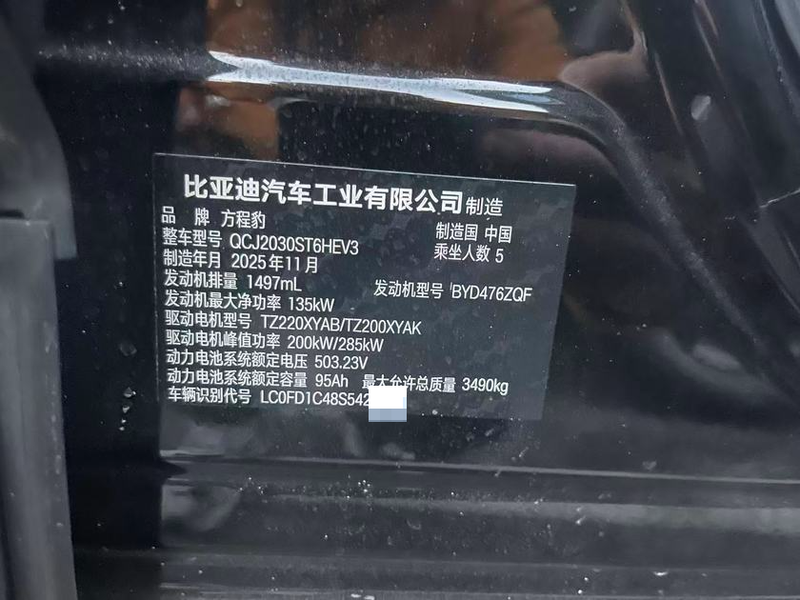 比亚迪汽车工业有限公司制造
品 牌 方程豹 制造国 中国
整车型号 QCJ2030ST6HEV3 乘坐人数 5
制造年月 2025年11月
发动机排量 1497mL 发动机型号 BYD476ZQF
发动机最大净功率 135kW
驱动电机型号 TZ220XYAB/TZ200XYAK
驱动电机峰值功率 200kW/285kW
动力电池系统额定电压 503.23V
动力电池系统额定容量 95Ah 最大允许总质量 3490kg
车辆识别代号 LC0FD1C48S542